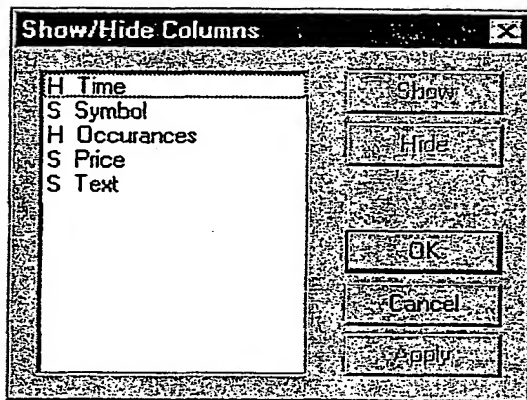 Show/Hide Columns
H Time
S Symbol
H Occurances
S Price
S Text
Show
Hide
OK
Cancel
Apply